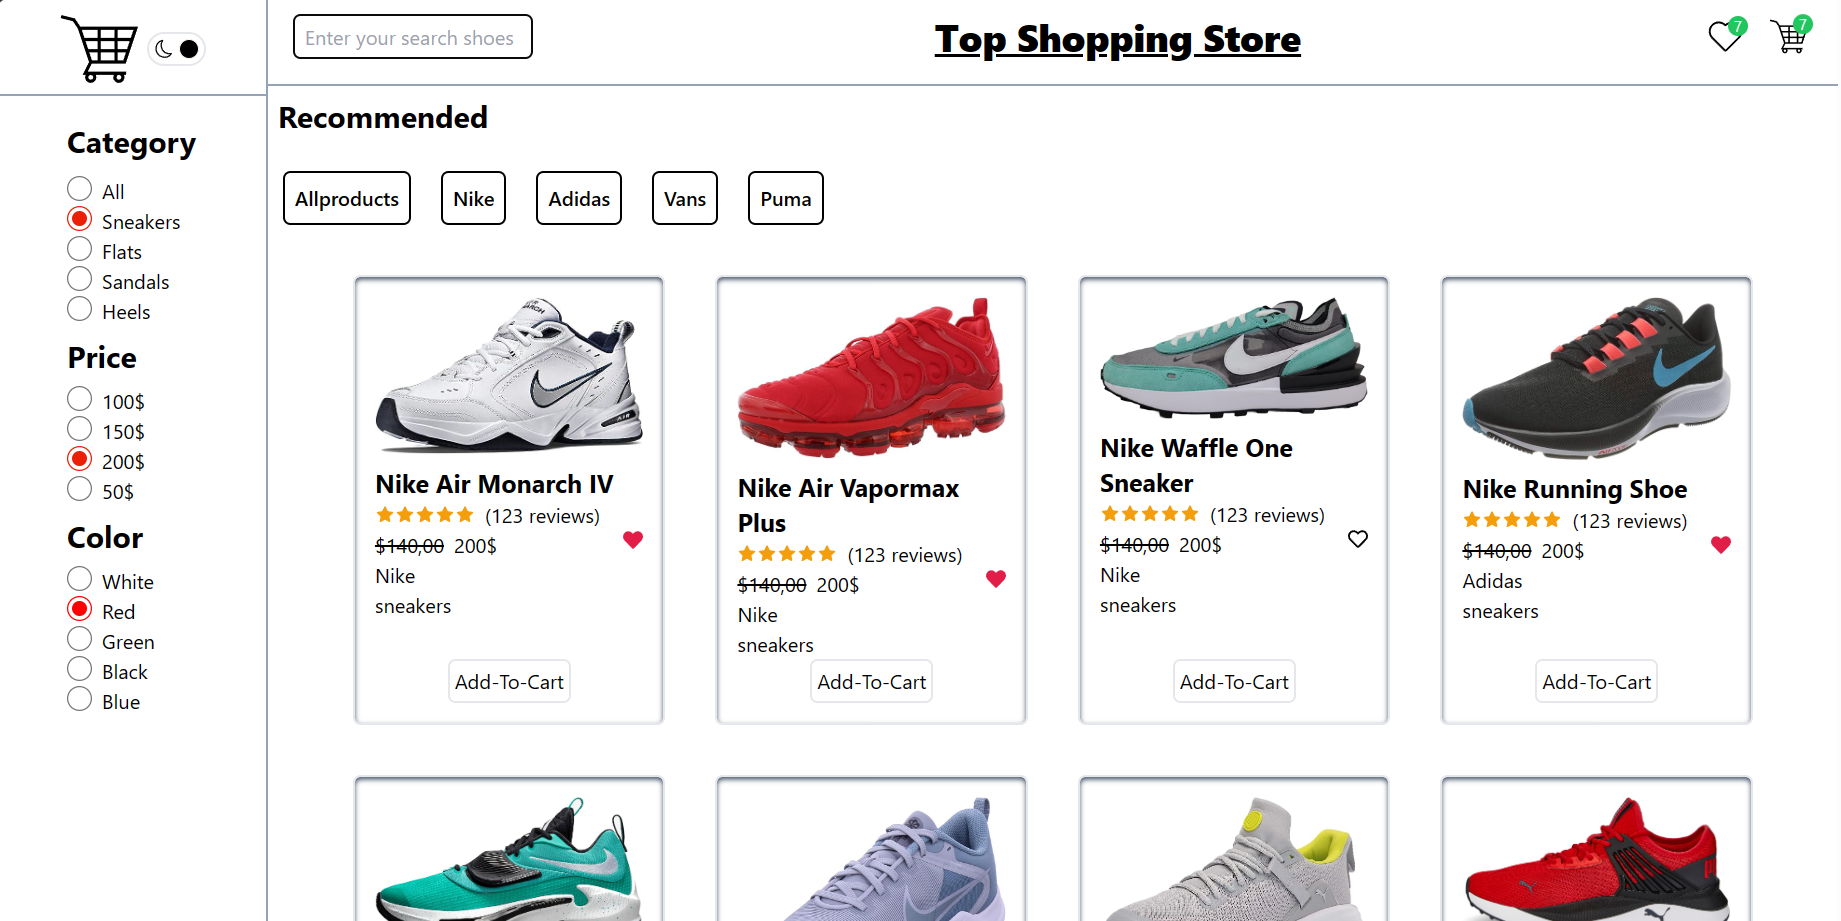 Enter your search shoes
Top Shopping Store
7
7
Category
All
Sneakers
Flats
Sandals
Heels
Price
100$
150$
200$
50$
Color
White
Red
Green
Black
Blue
Recommended
Allproducts
Nike
Adidas
Vans
Puma
Nike Air Monarch IV
(123 reviews)
$140,00 200$
Nike
sneakers
Add-To-Cart
Nike Air Vapormax
Plus
(123 reviews)
$140,00 200$
Nike
sneakers
Add-To-Cart
Nike Waffle One
Sneaker
(123 reviews)
$140,00 200$
Nike
sneakers
Add-To-Cart
Nike Running Shoe
(123 reviews)
$140,00 200$
Adidas
sneakers
Add-To-Cart